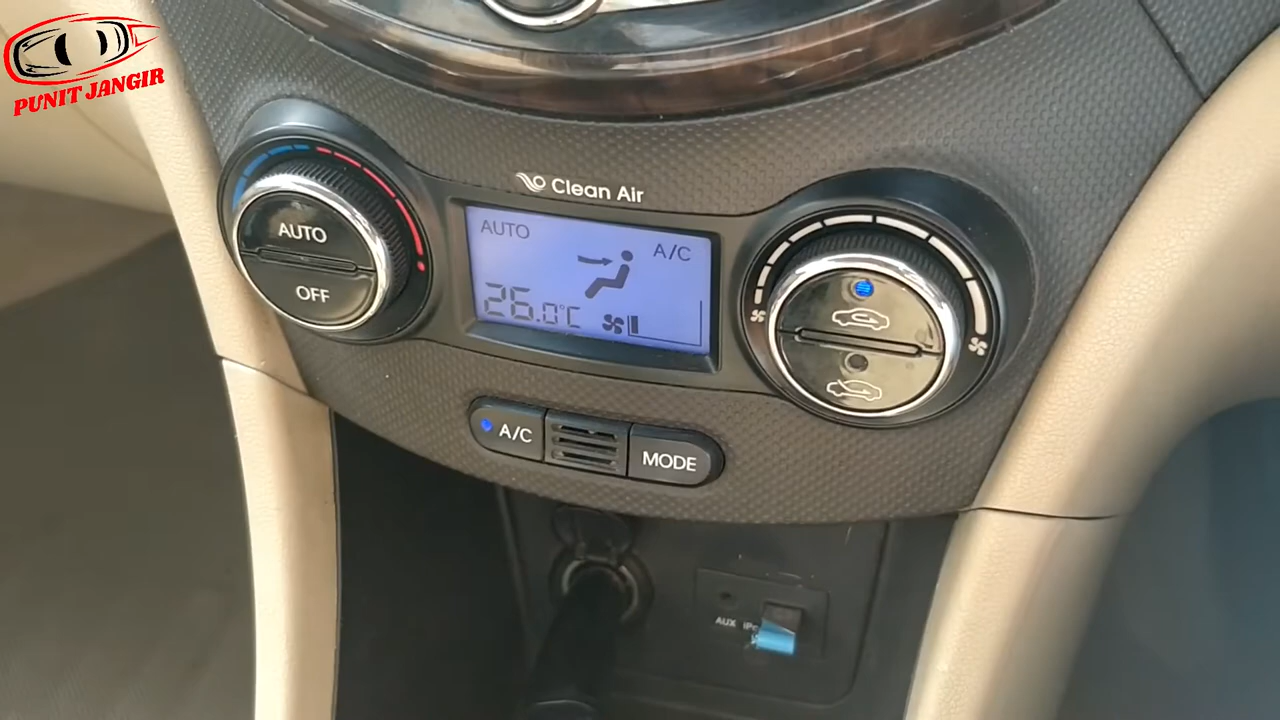 PUNIT JANGIR
Clean Air
AUTO
OFF
AUTO
A/C
26.0°C
A/C
MODE
AUX